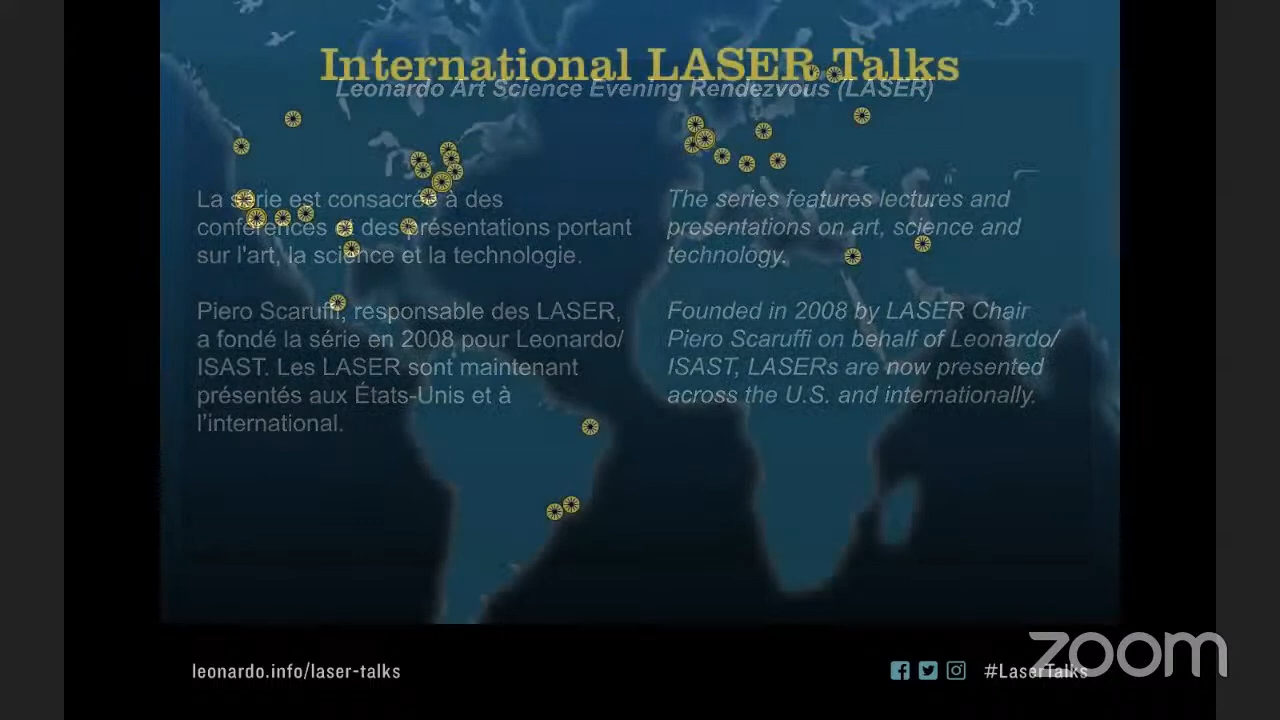 International LASER Talks
Leonardo Art Science Evening Rendezvous (LASER)
La série est consacrée à des
conférences et des présentations portant
sur l'art, la science et la technologie.
Piero Scaruffi, responsable des LASER,
a fondé la série en 2008 pour Leonardo/
ISAST. Les LASER sont maintenant
présentés aux États-Unis et à
l’international.
The series features lectures and
presentations on art, science and
technology.
Founded in 2008 by LASER Chair
Piero Scaruffi on behalf of Leonardo/
ISAST, LASERs are now presented
across the U.S. and internationally.
leonardo.info/laser-talks
#LaserTalks
zoom